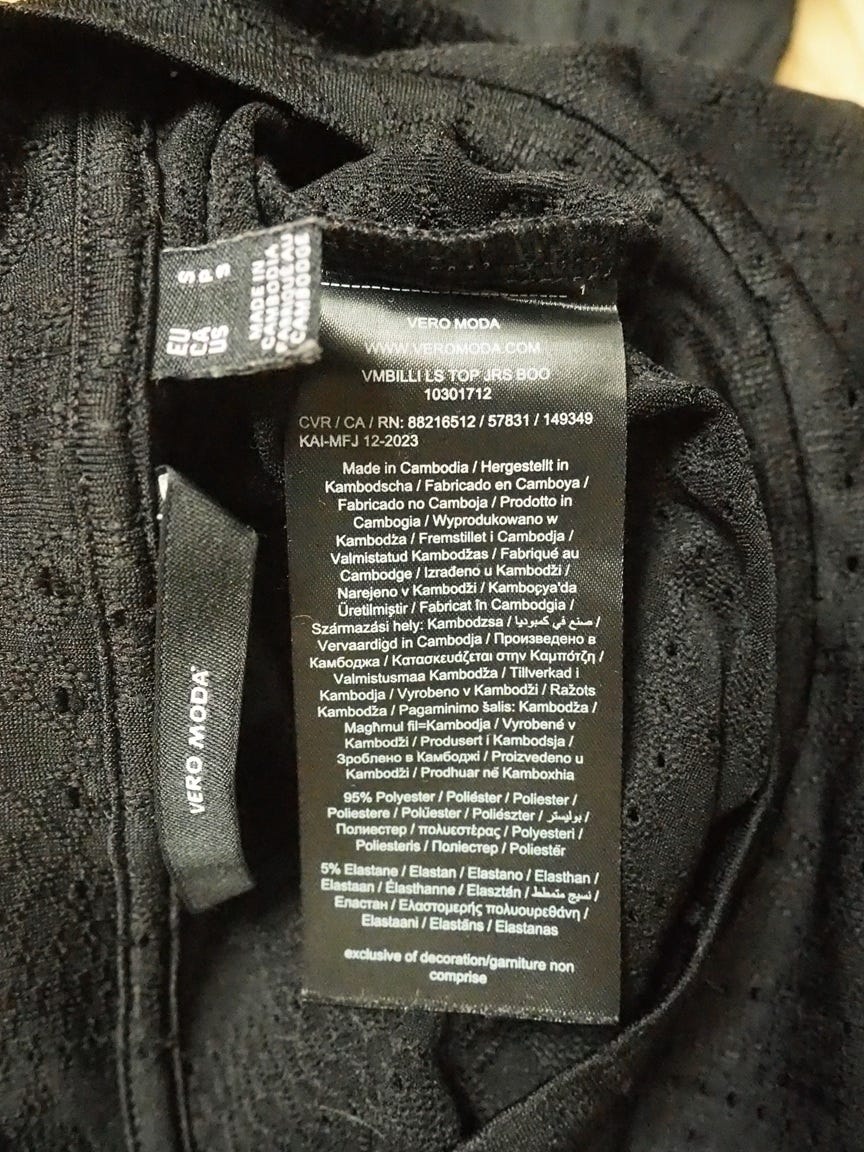 EU S
CA P
US S
MADE IN
CAMBODIA
FABRIQUÉ AU
CAMBODGE
1
VERO MODA
WWW.VEROMODA.COM
VMBILLI LS TOP JRS BOO
10301712
CVR / CA / RN: 88216512 / 57831 / 149349
KAI-MFJ 12-2023
Made in Cambodia / Hergestellt in
Kambodscha / Fabricado en Camboya /
Fabricado no Camboja / Prodotto in
Cambogia / Wyprodukowano w
Kambodża / Fremstillet i Cambodja /
Valmistatud Kambodžas / Fabriqué au
Cambodge / Izrađeno u Kambodži /
Narejeno v Kambodži / Kamboçya'da
Üretilmiştir / Fabricat în Cambodgia /
Származási hely: Kambodzsa / صنع في كمبوديا /
Vervaardigd in Cambodja / Произведено в
Камбоджа / Κατασκευάζεται στην Καμπότζη /
Valmistusmaa Kambodža / Tillverkad i
Kambodja / Vyrobeno v Kambodži / Ražots
Kambodža / Pagaminimo šalis: Kambodža /
Magħmul fil=Kambodja / Vyrobené v
Kambodži / Produsert i Kambodsja /
Зроблено в Камбоджі / Proizvedeno u
Kambodži / Prodhuar në Kamboxhia
95% Polyester / Poliéster / Poliester /
Poliestere / Polüester / Poliészter / بوليستر /
Полиестер / πολυεστέρας / Polyesteri /
Poliesteris / Поліестер / Poliestër
5% Elastane / Elastan / Elastano / Elasthan /
Elastaan / Élasthanne / Elasztán / نسيج متمطط /
Еластан / Ελαστομερής πολυουρεθάνη /
Elastaani / Elastāns / Elastanas
exclusive of decoration/garniture non
comprise
VERO MODA